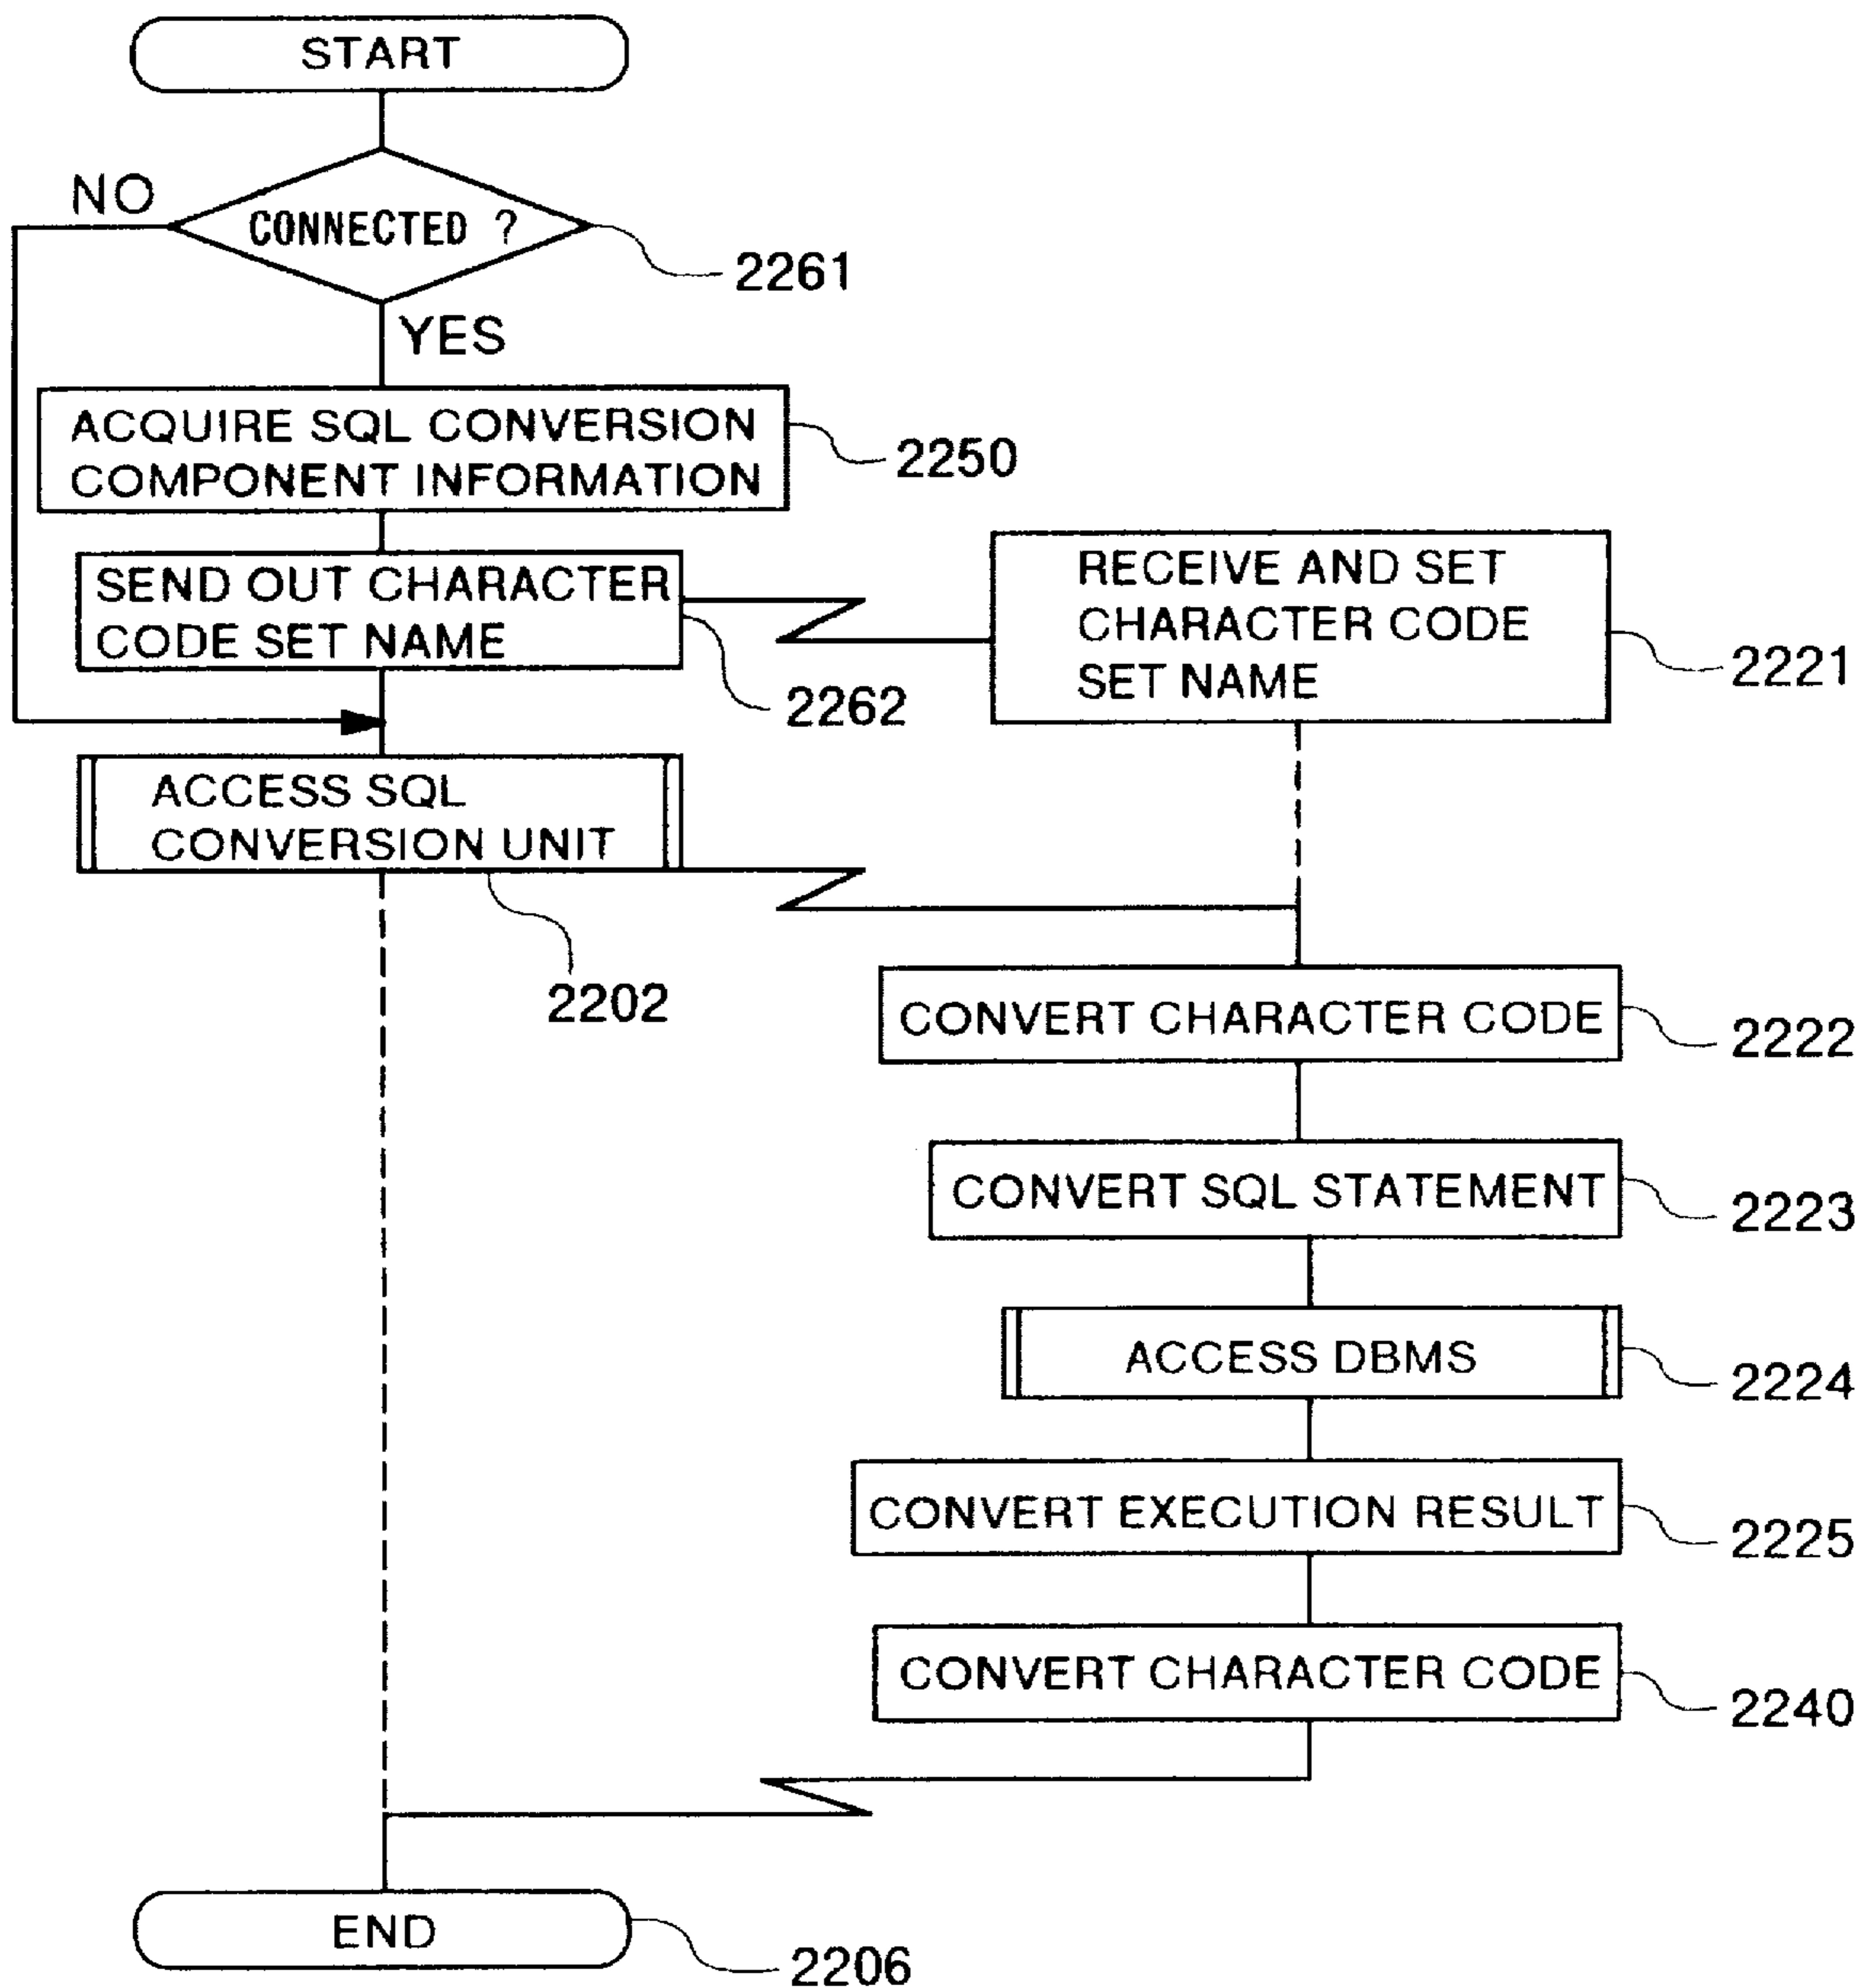 START
NO
CONNECTED ?
2261
YES
ACQUIRE SQL CONVERSION
COMPONENT INFORMATION
2250
SEND OUT CHARACTER
CODE SET NAME
2262
RECEIVE AND SET
CHARACTER CODE
SET NAME
2221
ACCESS SQL
CONVERSION UNIT
2202
CONVERT CHARACTER CODE
2222
CONVERT SQL STATEMENT
2223
ACCESS DBMS
2224
CONVERT EXECUTION RESULT
2225
CONVERT CHARACTER CODE
2240
END
2206